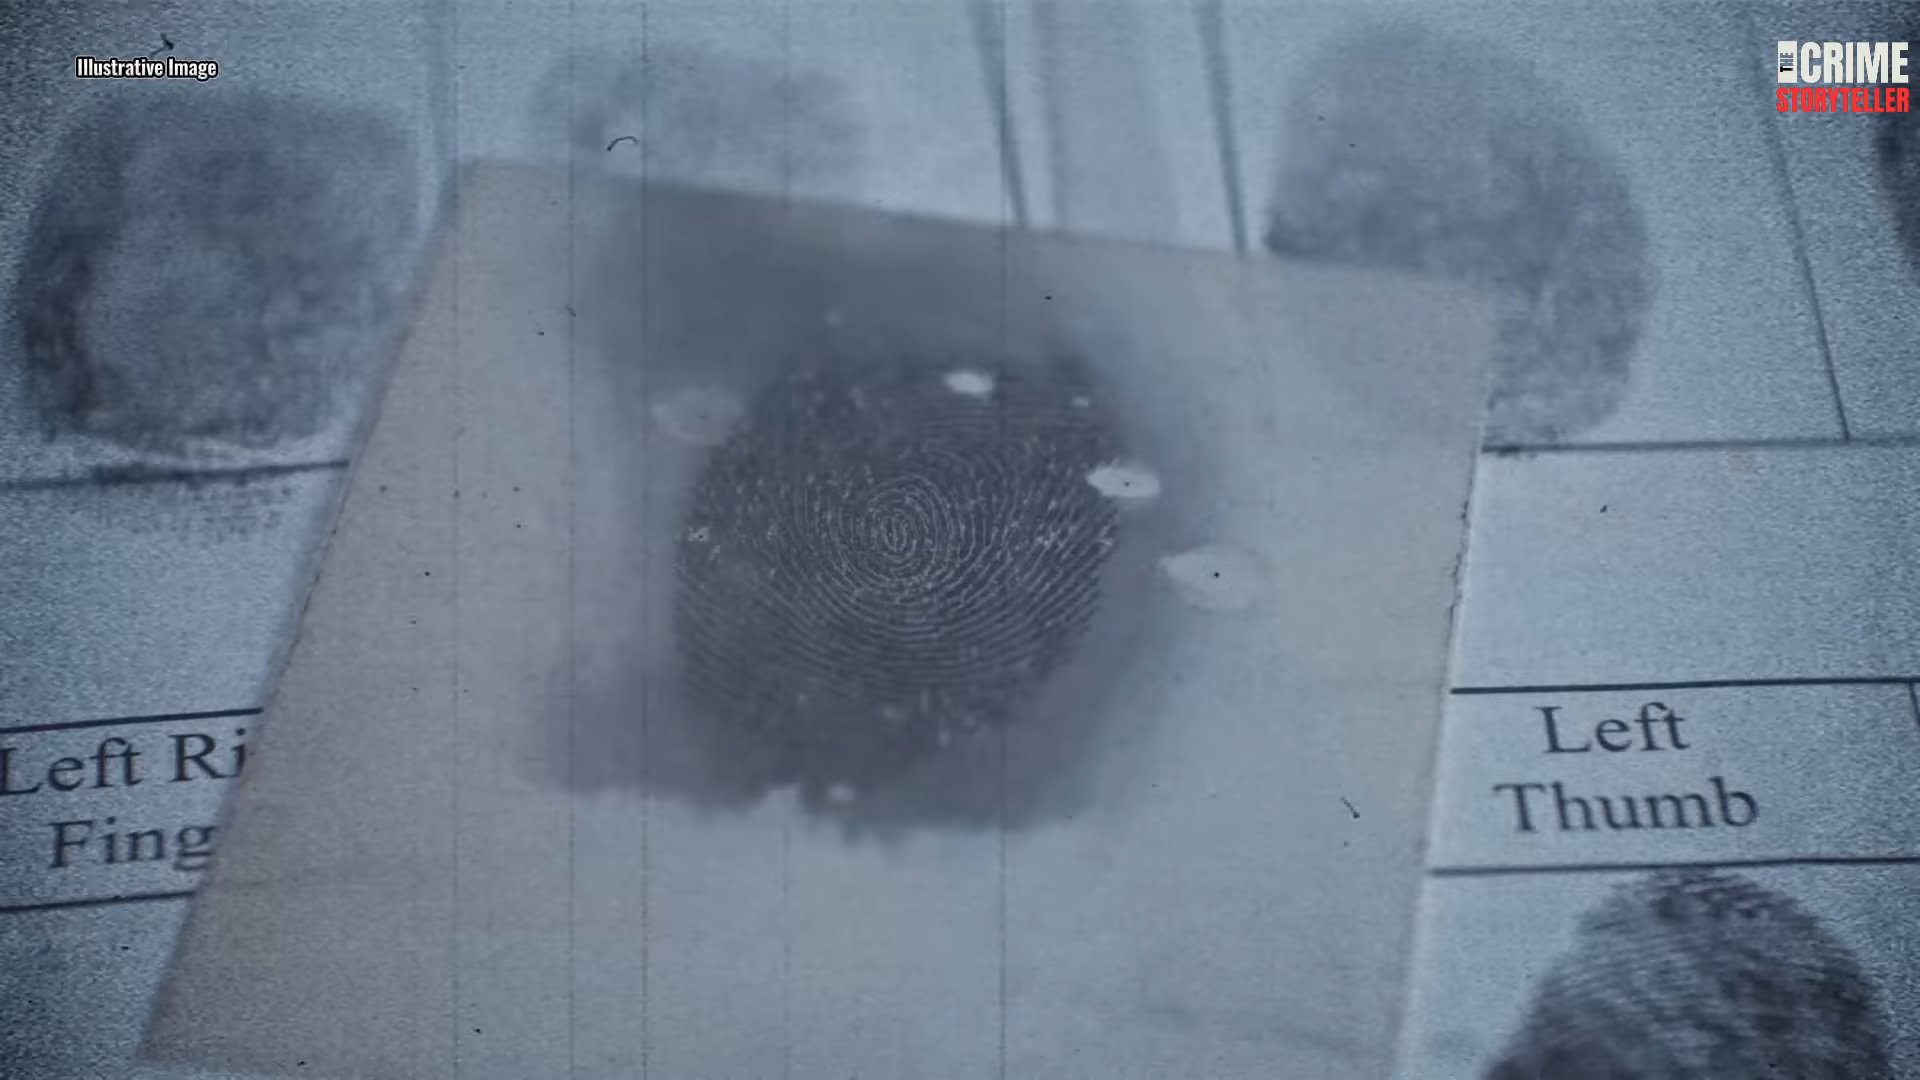 Illustrative Image
THE CRIME
STORYTELLER
Left Ri
Fing
Left
Thumb